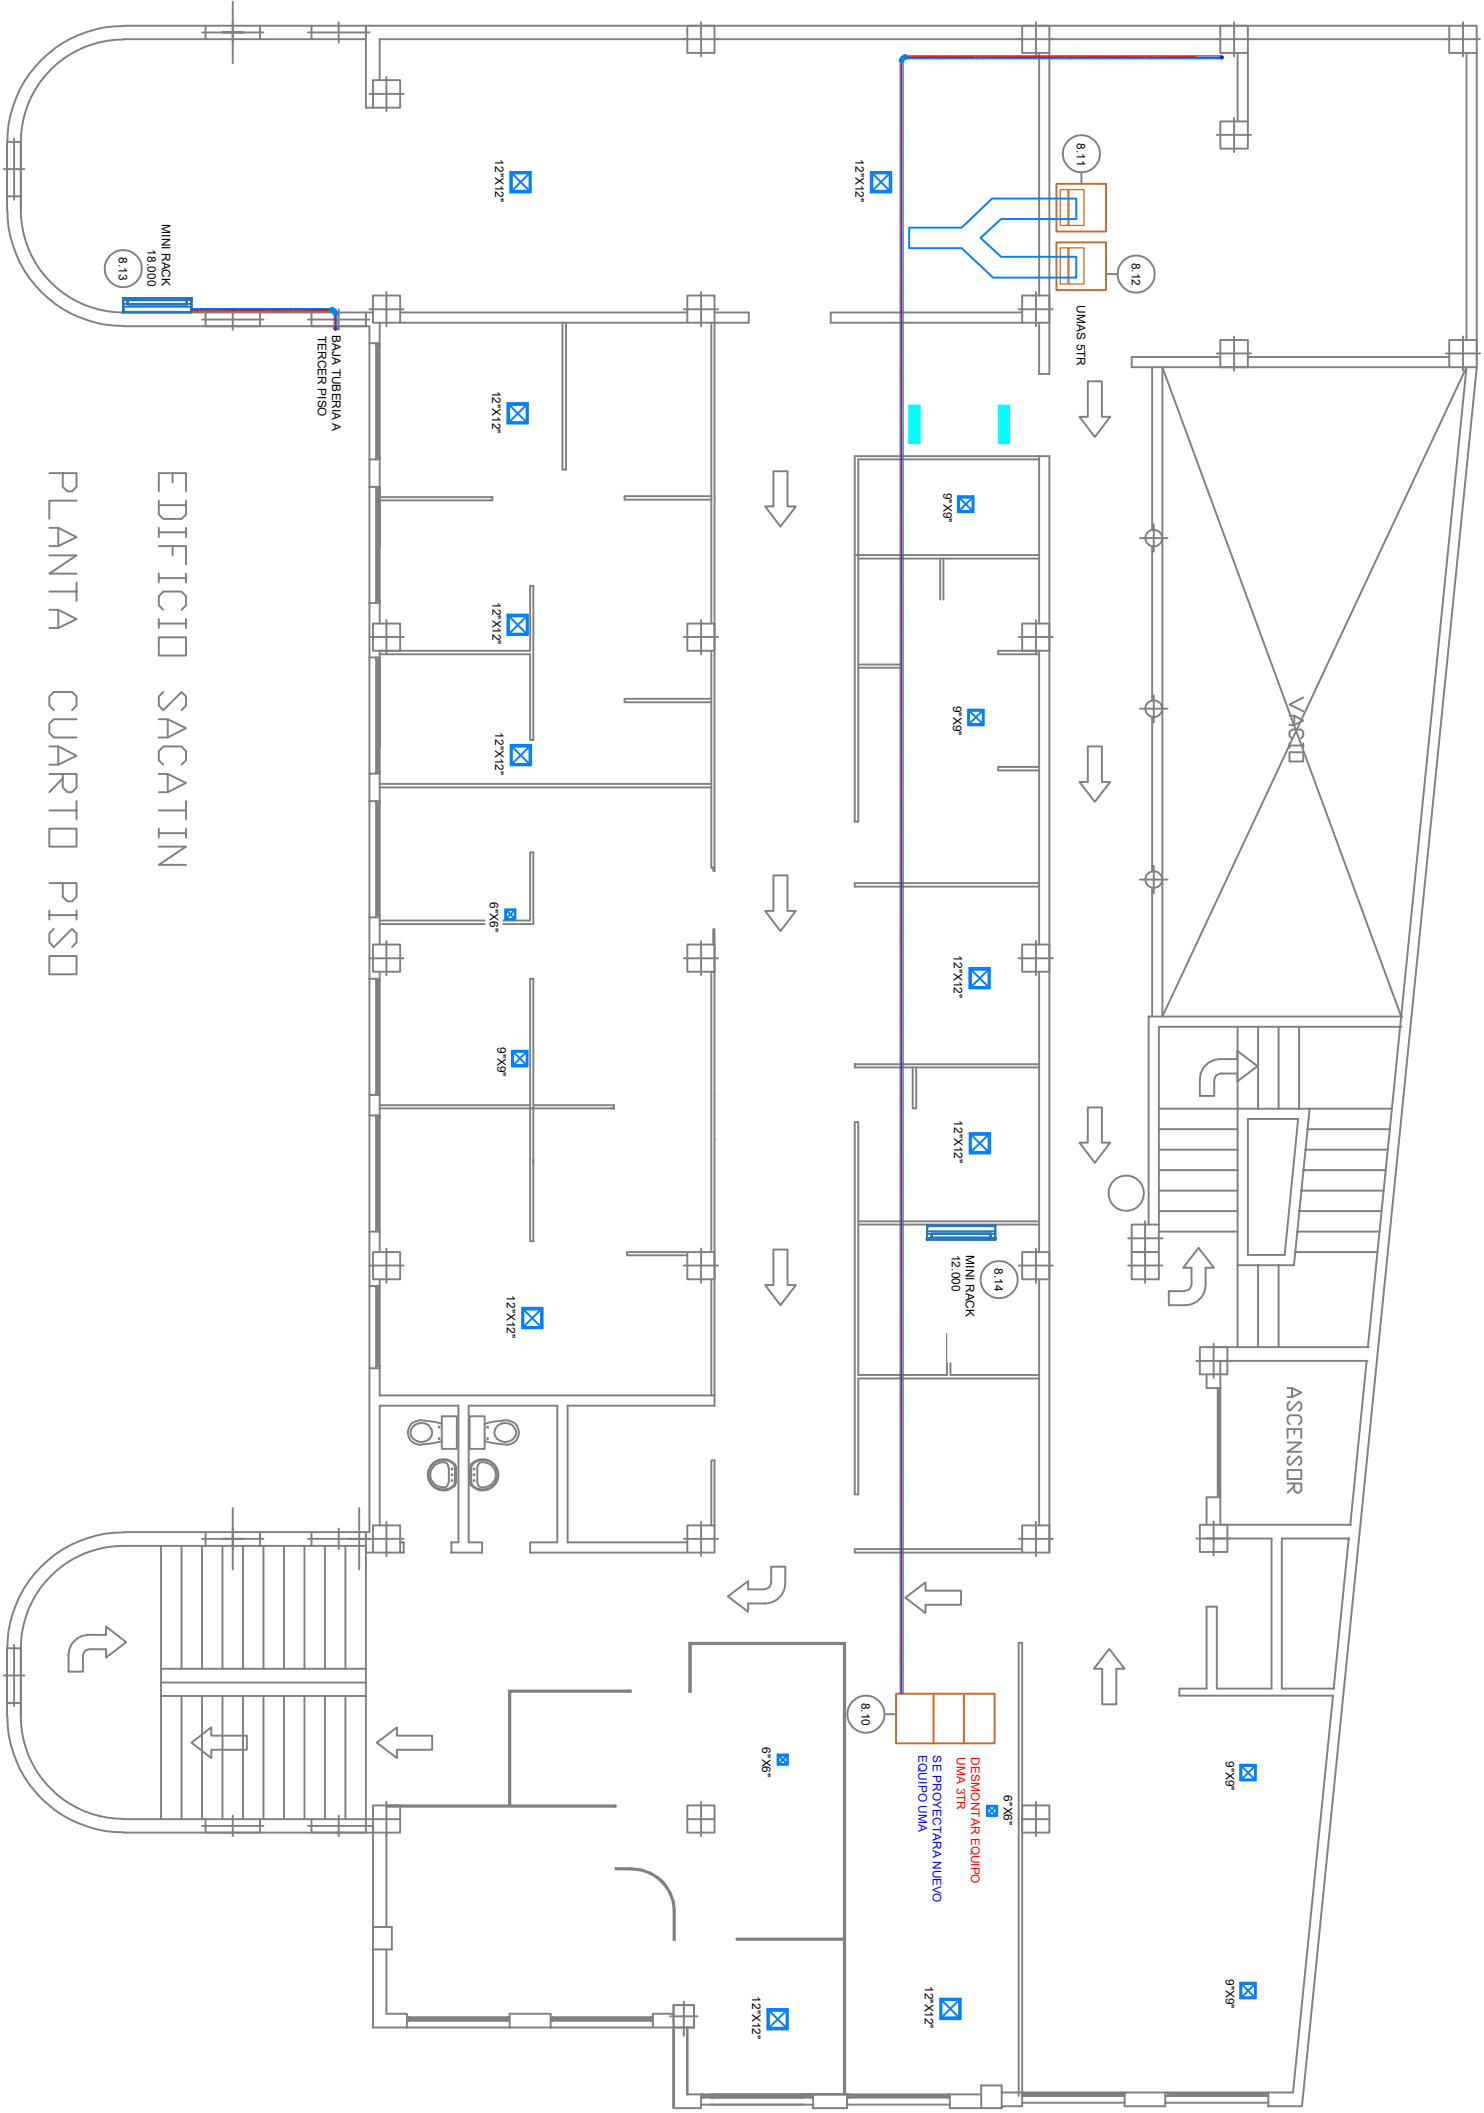 EDIFICIO SACATIN
PLANTA CUARTO PISO
12"X12"
12"X12"
8.11
8.12
UMAS 5TR
MINI RACK
18.000
8.13
BAJA TUBERIA A
TERCER PISO
12"X12"
9"X9"
12"X12"
9"X9"
VACIO
12"X12"
6"X6"
12"X12"
9"X9"
12"X12"
MINI RACK
12.000
8.14
12"X12"
ASCENSOR
8.10
DESMONTAR EQUIPO
UMA 3TR
SE PROYECTARA NUEVO
EQUIPO UMA
6"X6"
6"X6"
9"X9"
9"X9"
12"X12"
12"X12"